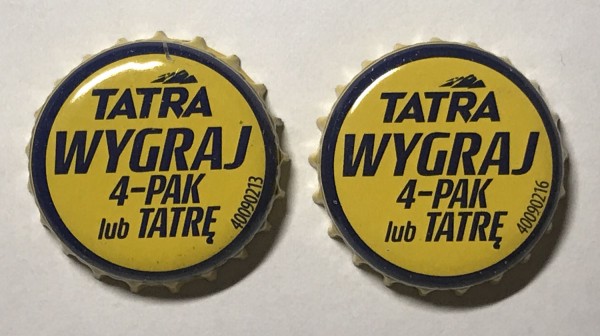 TATRA
WYGRAJ
4-PAK
lub TATRĘ
40090213
TATRA
WYGRAJ
4-PAK
lub TATRĘ
40090216